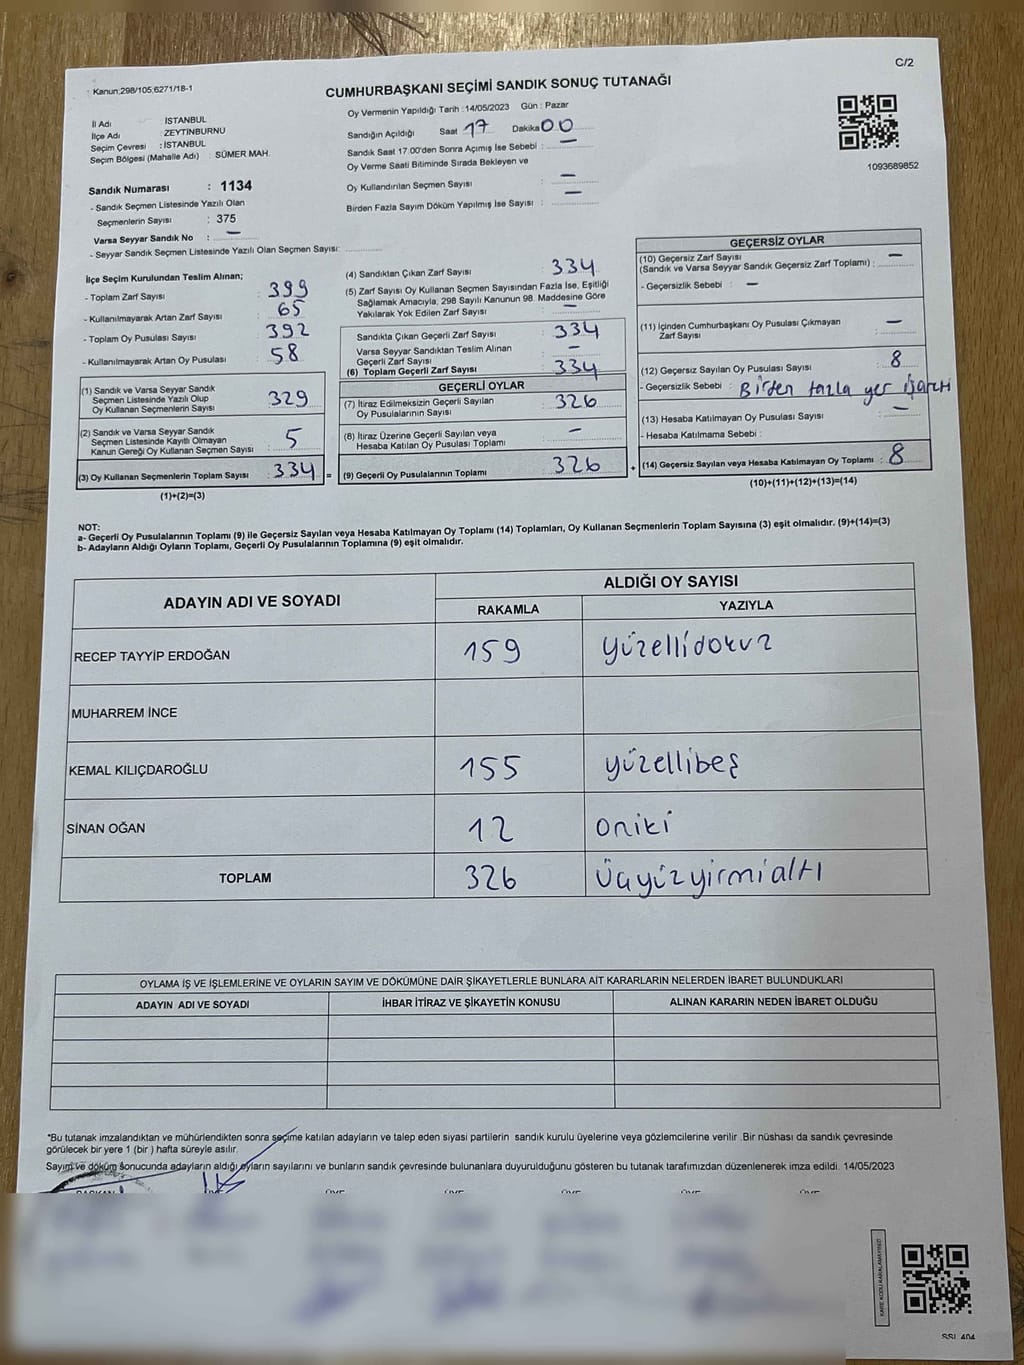 Kanun:298/105;6271/18-1
C/2
CUMHURBAŞKANI SEÇİMİ SANDIK SONUÇ TUTANAĞI
İl Adı : İSTANBUL
İlçe Adı : ZEYTİNBURNU
Seçim Çevresi : İSTANBUL
Seçim Bölgesi (Mahalle Adı) : SÜMER MAH.
Sandık Numarası : 1134
- Sandık Seçmen Listesinde Yazılı Olan
Seçmenlerin Sayısı : 375
Varsa Seyyar Sandık No : —
- Seyyar Sandık Seçmen Listesinde Yazılı Olan Seçmen Sayısı:
Oy Vermenin Yapıldığı Tarih : 14/05/2023 Gün : Pazar
Sandığın Açıldığı Saat 17 Dakika 00
Sandık Saat 17:00'den Sonra Açımış İse Sebebi : —
Oy Verme Saati Bitiminde Sırada Bekleyen ve
Oy Kullandırılan Seçmen Sayısı : —
Birden Fazla Sayım Döküm Yapılmış İse Sayısı : —
1093689852
İlçe Seçim Kurulundan Teslim Alınan;
- Toplam Zarf Sayısı : 399
- Kullanılmayarak Artan Zarf Sayısı : 65
- Toplam Oy Pusulası Sayısı : 392
- Kullanılmayarak Artan Oy Pusulası : 58
(1) Sandık ve Varsa Seyyar Sandık
Seçmen Listesinde Yazılı Olup
Oy Kullanan Seçmenlerin Sayısı : 329
(2) Sandık ve Varsa Seyyar Sandık
Seçmen Listesinde Kayıtlı Olmayan
Kanun Gereği Oy Kullanan Seçmen Sayısı : 5
(3) Oy Kullanan Seçmenlerin Toplam Sayısı : 334 =
(1)+(2)=(3)
(4) Sandıktan Çıkan Zarf Sayısı : 334
(5) Zarf Sayısı Oy Kullanan Seçmen Sayısından Fazla İse, Eşitliği
Sağlamak Amacıyla, 298 Sayılı Kanunun 98. Maddesine Göre
Yakılarak Yok Edilen Zarf Sayısı : —
Sandıkta Çıkan Geçerli Zarf Sayısı : 334
Varsa Seyyar Sandıktan Teslim Alınan
Geçerli Zarf Sayısı : —
(6) Toplam Geçerli Zarf Sayısı : 334
GEÇERLİ OYLAR
(7) İtiraz Edilmeksizin Geçerli Sayılan
Oy Pusulalarının Sayısı : 326
(8) İtiraz Üzerine Geçerli Sayılan veya
Hesaba Katılan Oy Pusulası Toplamı : —
(9) Geçerli Oy Pusulalarının Toplamı : 326 +
GEÇERSİZ OYLAR
(10) Geçersiz Zarf Sayısı
(Sandık ve Varsa Seyyar Sandık Geçersiz Zarf Toplamı) : —
- Geçersizlik Sebebi : —
(11) İçinden Cumhurbaşkanı Oy Pusulası Çıkmayan
Zarf Sayısı : —
(12) Geçersiz Sayılan Oy Pusulası Sayısı : 8
- Geçersizlik Sebebi : Birden fazla yer işareti
(13) Hesaba Katılmayan Oy Pusulası Sayısı : —
- Hesaba Katılmama Sebebi :
(14) Geçersiz Sayılan veya Hesaba Katılmayan Oy Toplamı : 8
(10)+(11)+(12)+(13)=(14)
NOT:
a- Geçerli Oy Pusulalarının Toplamı (9) ile Geçersiz Sayılan veya Hesaba Katılmayan Oy Toplamı (14) Toplamları, Oy Kullanan Seçmenlerin Toplam Sayısına (3) eşit olmalıdır. (9)+(14)=(3)
b- Adayların Aldığı Oyların Toplamı, Geçerli Oy Pusulalarının Toplamına (9) eşit olmalıdır.
ADAYIN ADI VE SOYADI
ALDIĞI OY SAYISI
RAKAMLA YAZIYLA
RECEP TAYYİP ERDOĞAN 159 yüzellidokuz
MUHARREM İNCE
KEMAL KILIÇDAROĞLU 155 yüzellibeş
SİNAN OĞAN 12 oniki
TOPLAM 326 üçyüzyirmialtı
OYLAMA İŞ VE İŞLEMLERİNE VE OYLARIN SAYIM VE DÖKÜMÜNE DAİR ŞİKAYETLERLE BUNLARA AİT KARARLARIN NELERDEN İBARET BULUNDUKLARI
ADAYIN ADI VE SOYADI İHBAR İTİRAZ VE ŞİKAYETİN KONUSU ALINAN KARARIN NEDEN İBARET OLDUĞU
*Bu tutanak imzalandıktan ve mühürlendikten sonra seçime katılan adayların ve talep eden siyasi partilerin sandık kurulu üyelerine veya gözlemcilerine verilir .Bir nüshası da sandık çevresinde
görülecek bir yere 1 (bir ) hafta süreyle asılır.
Sayım ve döküm sonucunda adayların aldığı oyların sayılarını ve bunların sandık çevresinde bulunanlara duyurulduğunu gösteren bu tutanak tarafımızdan düzenlenerek imza edildi. 14/05/2023
BAŞKAN ÜYE ÜYE ÜYE ÜYE ÜYE ÜYE